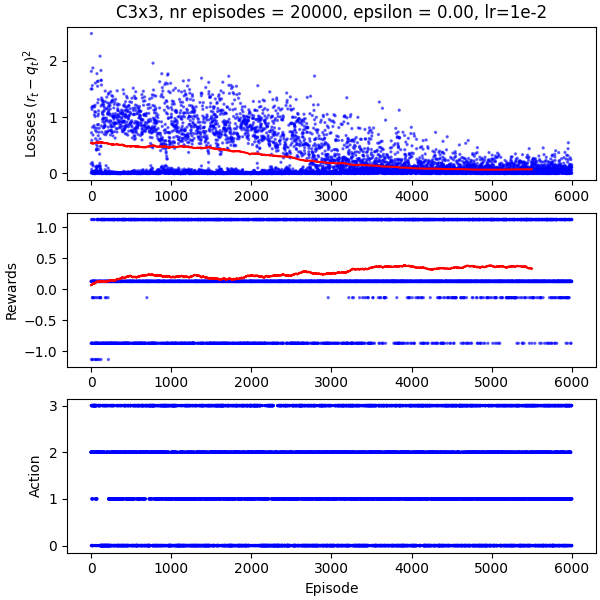 C3x3, nr episodes = 20000, epsilon = 0.00, lr=1e-2
Losses (r_t − q_t)^2
2
1
0
0 1000 2000 3000 4000 5000 6000
Rewards
1.0
0.5
0.0
−0.5
−1.0
0 1000 2000 3000 4000 5000 6000
Action
3
2
1
0
0 1000 2000 3000 4000 5000 6000
Episode